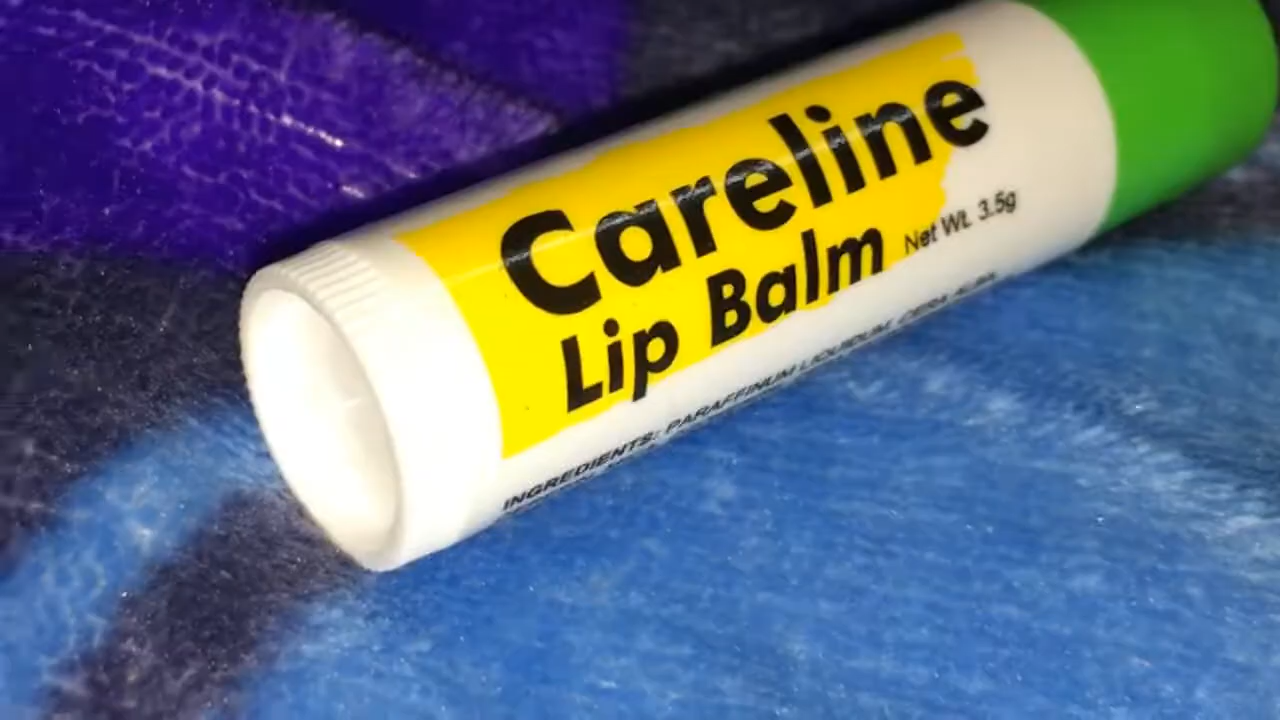 Careline
Lip Balm Net Wt. 3.5g
INGREDIENTS: PARAFFINUM LIQUIDUM, CERA ALBA,